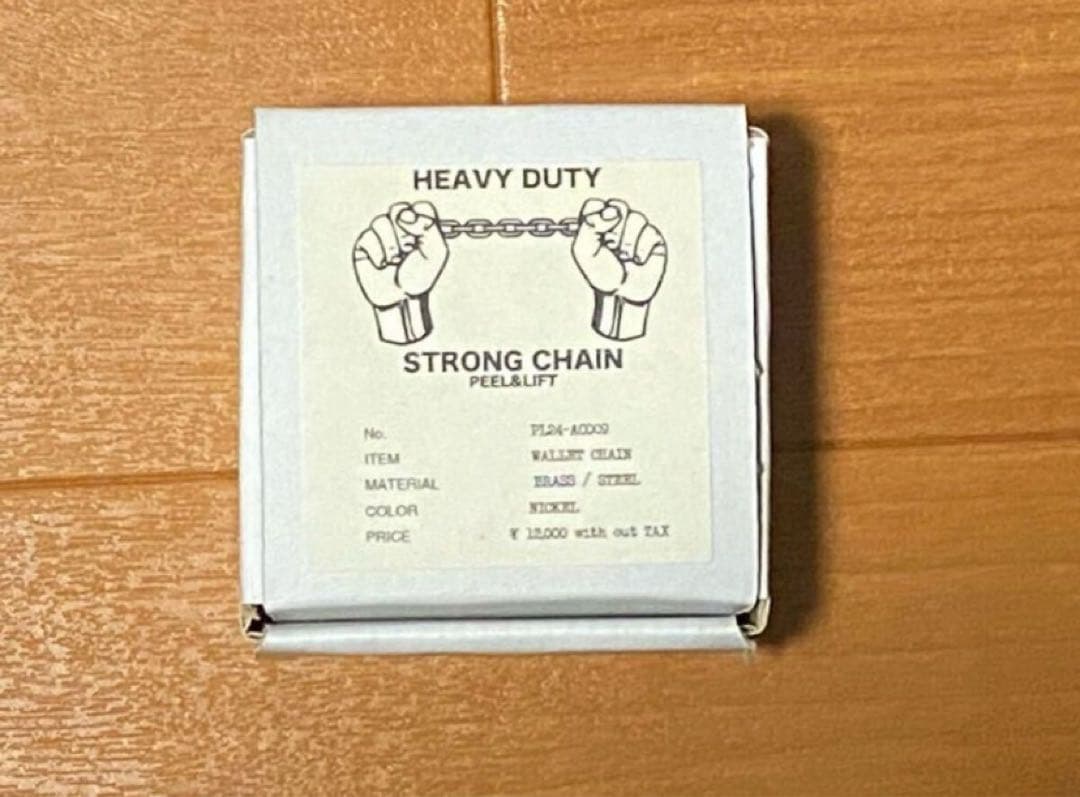 HEAVY DUTY
STRONG CHAIN
PEEL&LIFT
No. PL24-AC009
ITEM WALLET CHAIN
MATERIAL BRASS / STEEL
COLOR NICKEL
PRICE ¥ 12,000 with out TAX